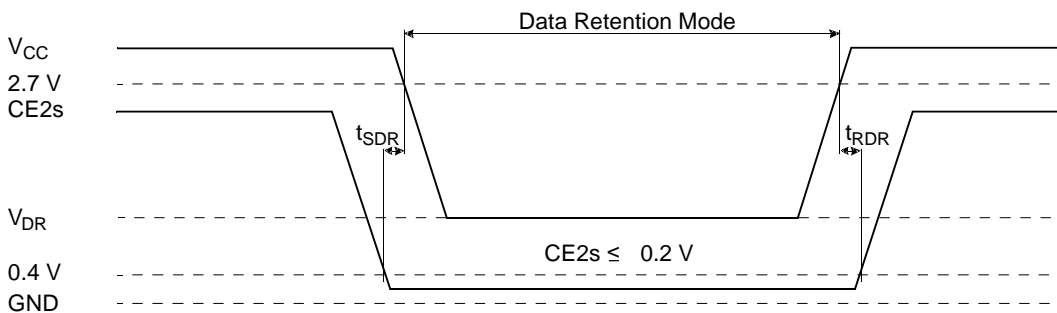 Data Retention Mode
VCC
2.7 V
CE2s
tSDR
tRDR
VDR
CE2s ≤ 0.2 V
0.4 V
GND